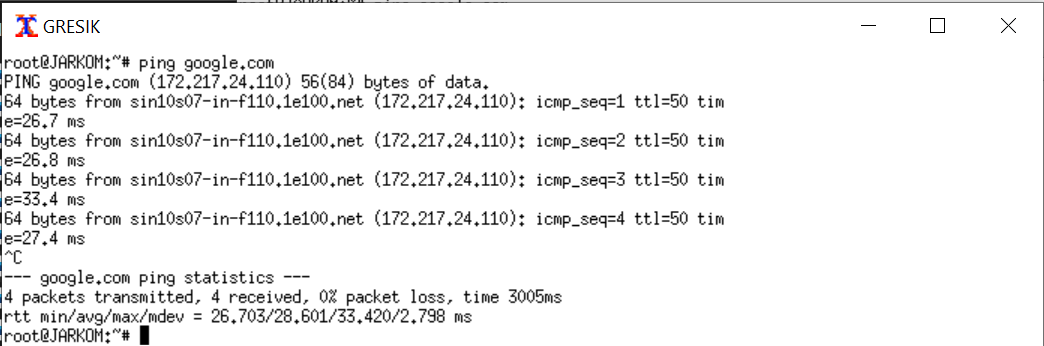 GRESIK
root@JARKOM:~# ping google.com
PING google.com (172.217.24.110) 56(84) bytes of data.
64 bytes from sin10s07-in-f110.1e100.net (172.217.24.110): icmp_seq=1 ttl=50 tim
e=26.7 ms
64 bytes from sin10s07-in-f110.1e100.net (172.217.24.110): icmp_seq=2 ttl=50 tim
e=26.8 ms
64 bytes from sin10s07-in-f110.1e100.net (172.217.24.110): icmp_seq=3 ttl=50 tim
e=33.4 ms
64 bytes from sin10s07-in-f110.1e100.net (172.217.24.110): icmp_seq=4 ttl=50 tim
e=27.4 ms
^C
--- google.com ping statistics ---
4 packets transmitted, 4 received, 0% packet loss, time 3005ms
rtt min/avg/max/mdev = 26.703/28.601/33.420/2.798 ms
root@JARKOM:~#